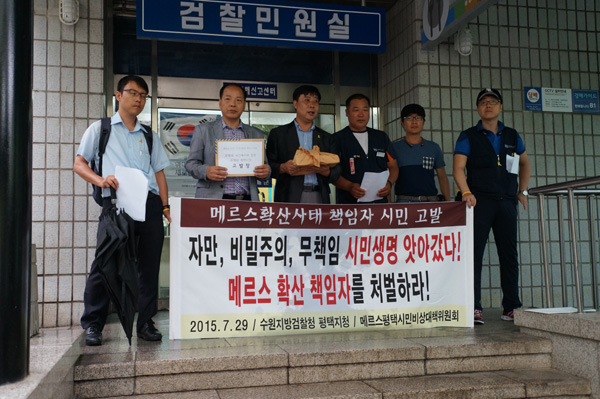 검찰민원실
메르스확산사태 책임자 시민 고발
자만, 비밀주의, 무책임 시민생명 앗아갔다!
메르스 확산 책임자를 처벌하라!
2015.7.29 / 수원지방검찰청 평택지청 / 메르스평택시민비상대책위원회
고발장